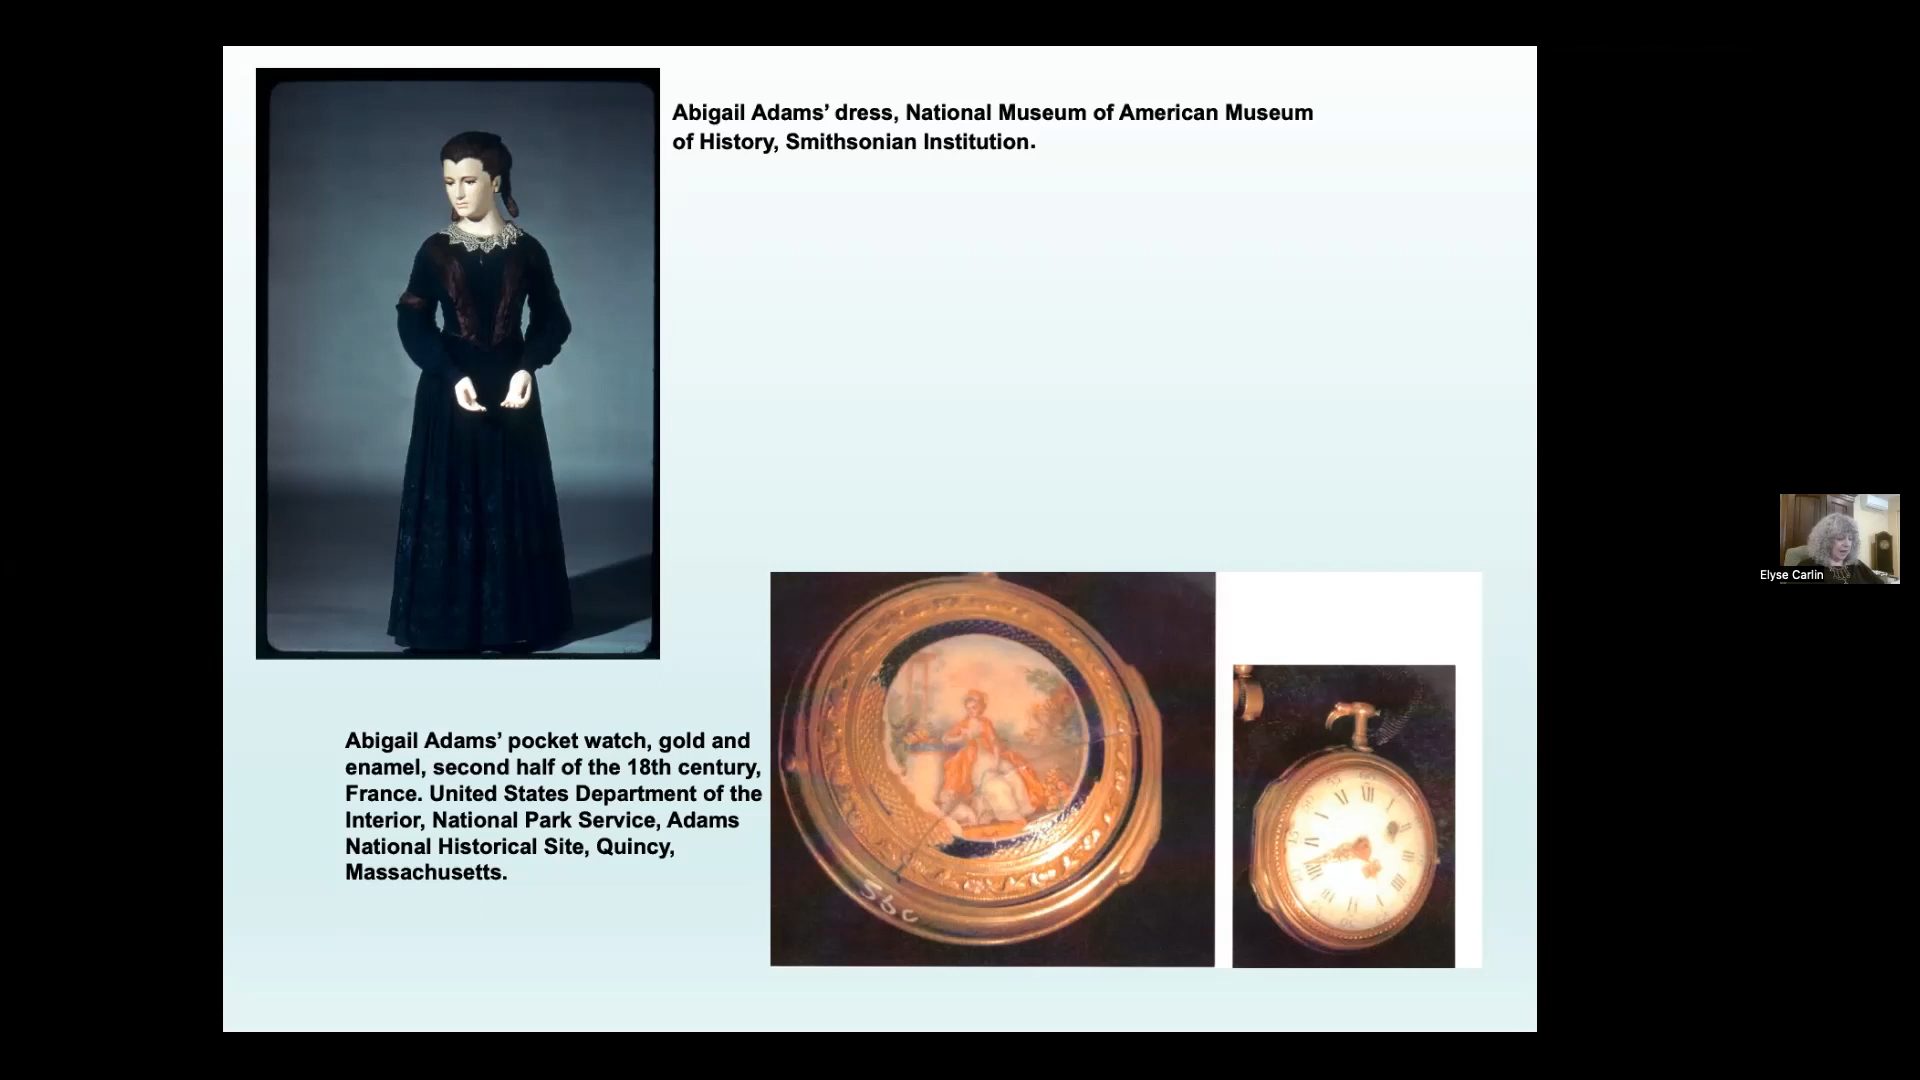 Abigail Adams’ dress, National Museum of American Museum
of History, Smithsonian Institution.
Elyse Carlin
Abigail Adams’ pocket watch, gold and
enamel, second half of the 18th century,
France. United States Department of the
Interior, National Park Service, Adams
National Historical Site, Quincy,
Massachusetts.